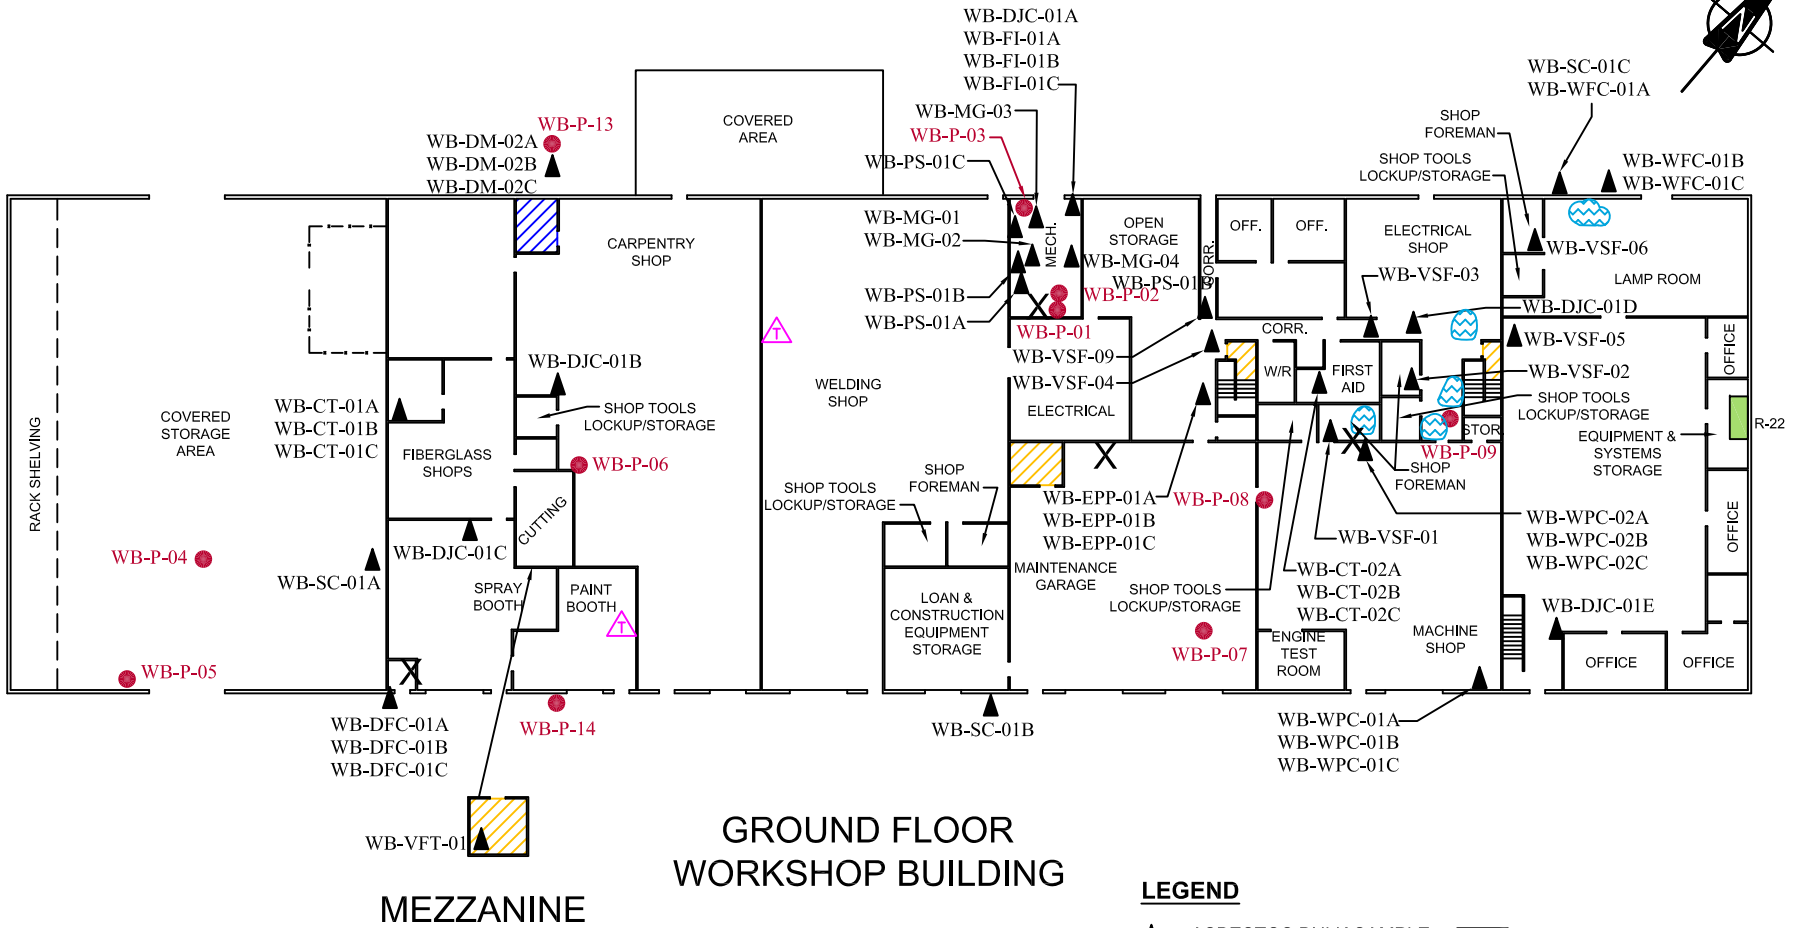 WB-DJC-01A
WB-FI-01A
WB-FI-01B
WB-FI-01C
WB-MG-03
WB-P-03
WB-PS-01C
WB-P-13
WB-DM-02A
WB-DM-02B
WB-DM-02C
COVERED
AREA
WB-SC-01C
WB-WFC-01A
SHOP
FOREMAN
SHOP TOOLS
LOCKUP/STORAGE
WB-WFC-01B
WB-WFC-01C
N
WB-MG-01
WB-MG-02
WB-PS-01B
WB-PS-01A
MECH.
OPEN
STORAGE
WB-MG-04
WB-PS-01B
WB-P-02
WB-P-01
CORR.
OFF.
OFF.
ELECTRICAL
SHOP
WB-VSF-03
WB-VSF-06
LAMP ROOM
WB-DJC-01D
WB-VSF-05
WB-VSF-02
SHOP TOOLS
LOCKUP/STORAGE
EQUIPMENT &
SYSTEMS
STORAGE
OFFICE
R-22
OFFICE
CARPENTRY
SHOP
T
WB-DJC-01B
SHOP TOOLS
LOCKUP/STORAGE
WB-P-06
WELDING
SHOP
WB-VSF-09
WB-VSF-04
ELECTRICAL
CORR.
W/R
FIRST
AID
STOR.
WB-P-09
SHOP
FOREMAN
RACK SHELVING
COVERED
STORAGE
AREA
WB-CT-01A
WB-CT-01B
WB-CT-01C
FIBERGLASS
SHOPS
CUTTING
WB-DJC-01C
WB-P-04
WB-SC-01A
WB-P-05
SPRAY
BOOTH
PAINT
BOOTH
T
SHOP TOOLS
LOCKUP/STORAGE
SHOP
FOREMAN
LOAN &
CONSTRUCTION
EQUIPMENT
STORAGE
X
X
X
X
WB-EPP-01A
WB-EPP-01B
WB-EPP-01C
MAINTENANCE
GARAGE
WB-P-08
SHOP TOOLS
LOCKUP/STORAGE
WB-P-07
WB-VSF-01
WB-CT-02A
WB-CT-02B
WB-CT-02C
ENGINE
TEST
ROOM
MACHINE
SHOP
WB-WPC-02A
WB-WPC-02B
WB-WPC-02C
WB-DJC-01E
OFFICE
OFFICE
WB-DFC-01A
WB-DFC-01B
WB-DFC-01C
WB-P-14
WB-SC-01B
WB-WPC-01A
WB-WPC-01B
WB-WPC-01C
WB-VFT-01
GROUND FLOOR
WORKSHOP BUILDING
MEZZANINE
LEGEND